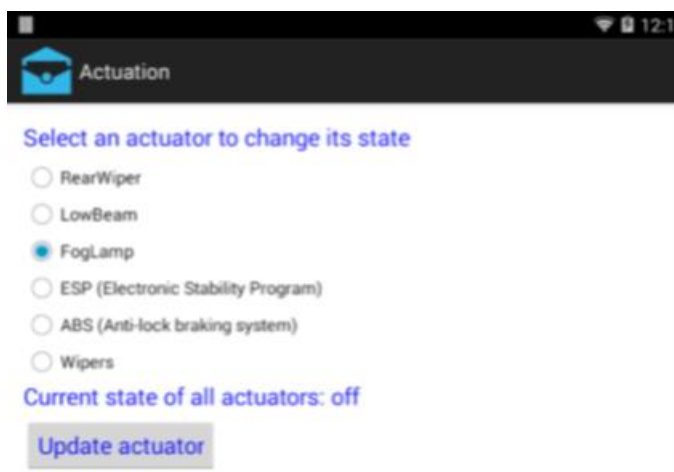 12:1
Actuation
Select an actuator to change its state
RearWiper
LowBeam
FogLamp
ESP (Electronic Stability Program)
ABS (Anti-lock braking system)
Wipers
Current state of all actuators: off
Update actuator